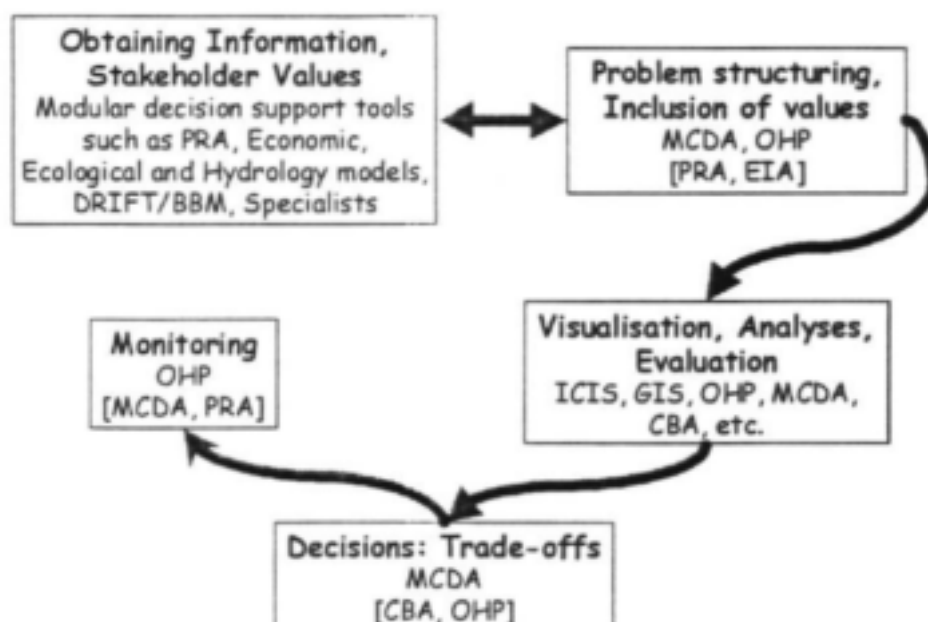 Obtaining Information,
Stakeholder Values
Modular decision support tools
such as PRA, Economic,
Ecological and Hydrology models,
DRIFT/BBM, Specialists
Problem structuring,
Inclusion of values
MCDA, OHP
[PRA, EIA]
Visualisation, Analyses,
Evaluation
ICIS, GIS, OHP, MCDA,
CBA, etc.
Monitoring
OHP
[MCDA, PRA]
Decisions: Trade-offs
MCDA
[CBA, OHP]